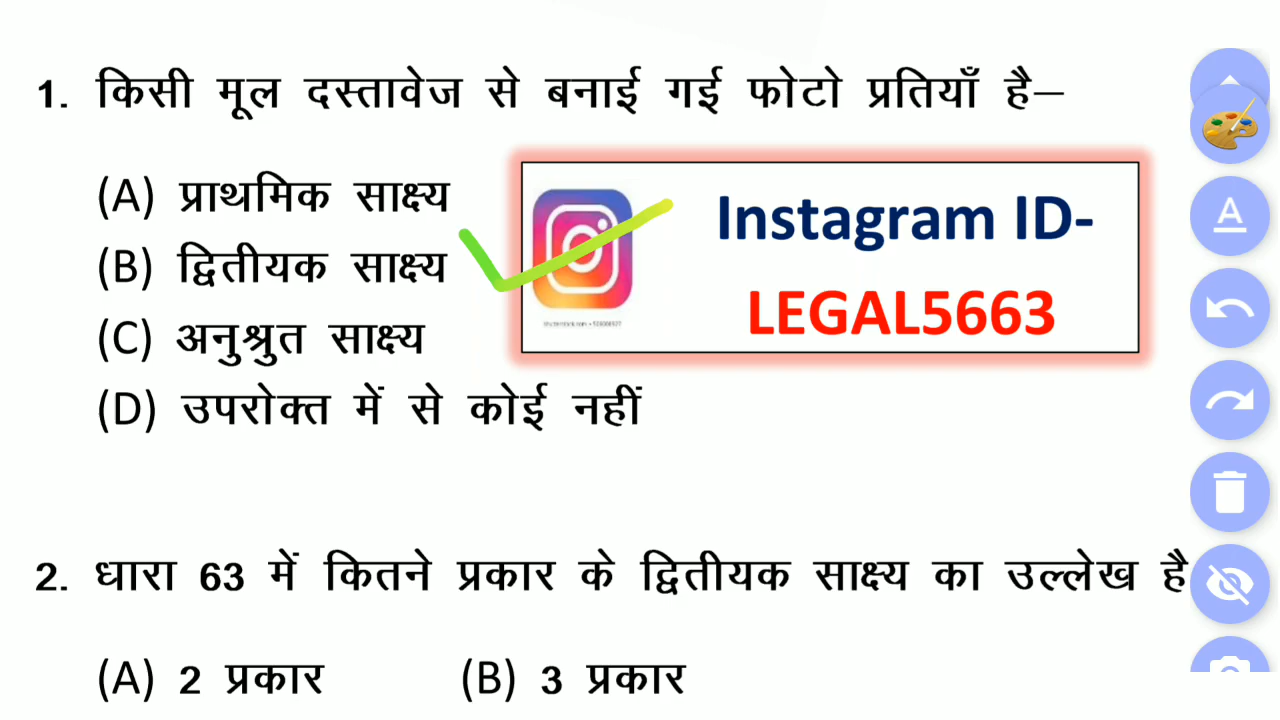 1. किसी मूल दस्तावेज से बनाई गई फोटो प्रतियाँ है–
(A) प्राथमिक साक्ष्य
(B) द्वितीयक साक्ष्य
(C) अनुश्रुत साक्ष्य
(D) उपरोक्त में से कोई नहीं
Instagram ID-
LEGAL5663
2. धारा 63 में कितने प्रकार के द्वितीयक साक्ष्य का उल्लेख है
(A) 2 प्रकार (B) 3 प्रकार
A